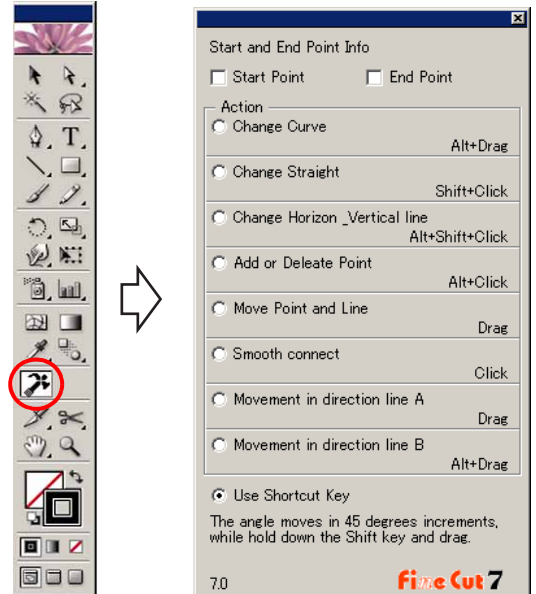 Start and End Point Info
Start Point End Point
Action
Change Curve
Alt+Drag
Change Straight
Shift+Click
Change Horizon _Vertical line
Alt+Shift+Click
Add or Deleate Point
Alt+Click
Move Point and Line
Drag
Smooth connect
Click
Movement in direction line A
Drag
Movement in direction line B
Alt+Drag
Use Shortcut Key
The angle moves in 45 degrees increments,
while hold down the Shift key and drag.
7.0 Fine Cut 7
T